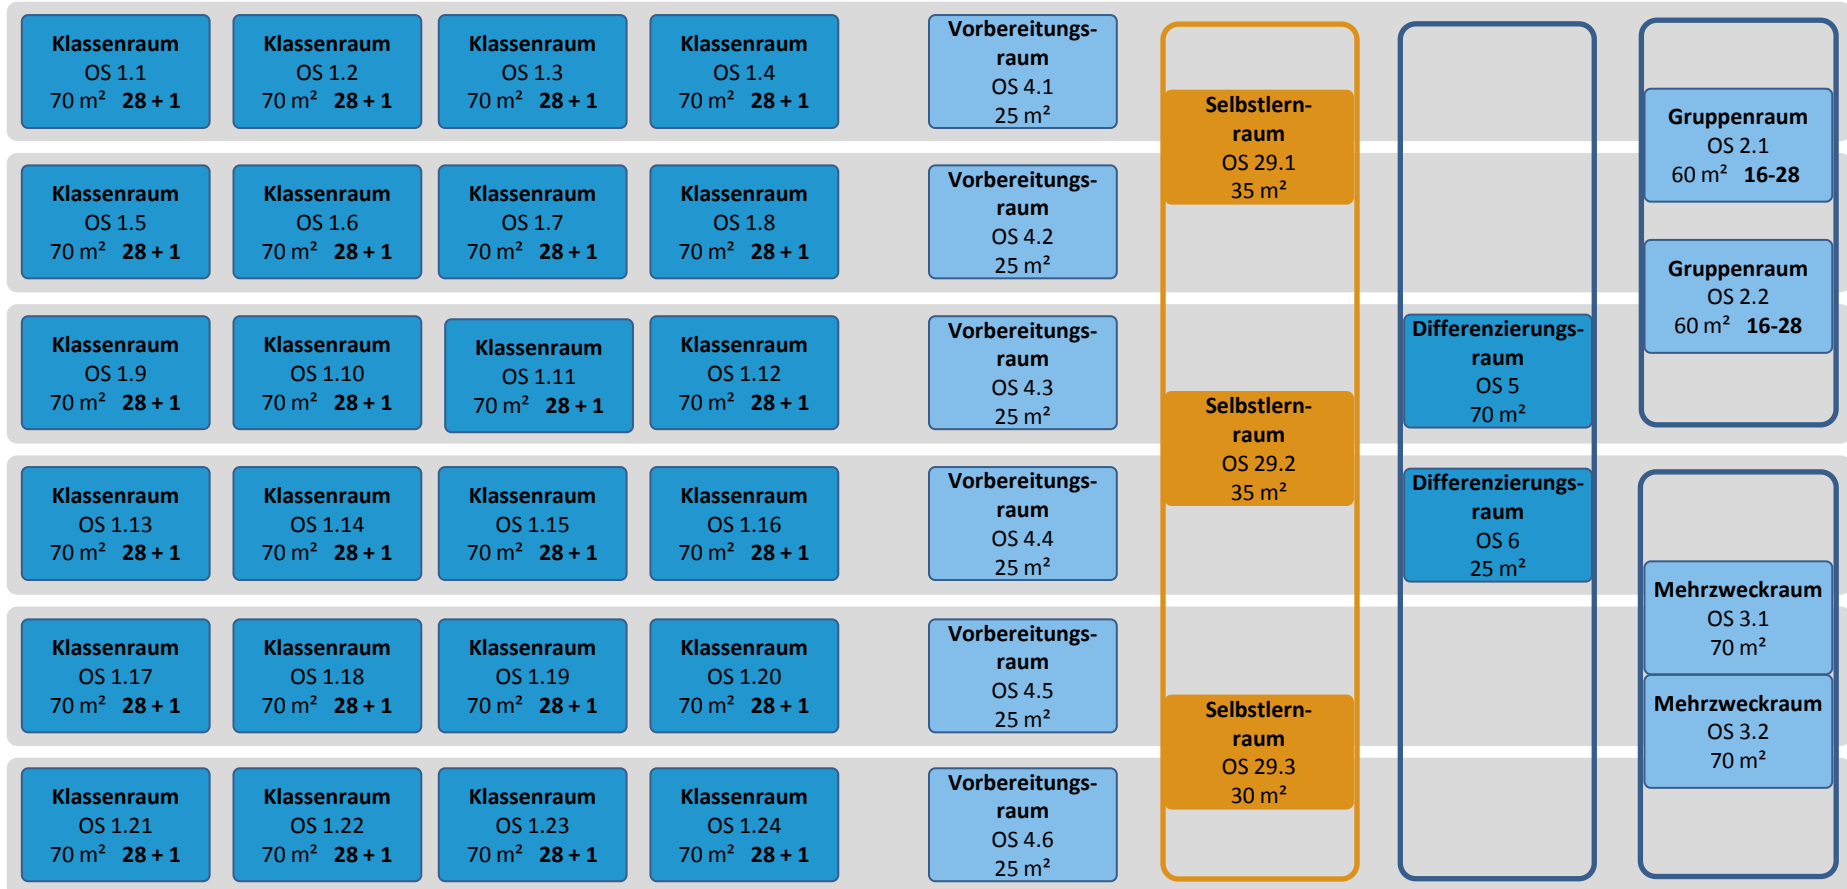 Klassenraum
OS 1.1
70 m² 28 + 1
Klassenraum
OS 1.2
70 m² 28 + 1
Klassenraum
OS 1.3
70 m² 28 + 1
Klassenraum
OS 1.4
70 m² 28 + 1
Vorbereitungs-
raum
OS 4.1
25 m²
Selbstlern-
raum
OS 29.1
35 m²
Gruppenraum
OS 2.1
60 m² 16-28
Klassenraum
OS 1.5
70 m² 28 + 1
Klassenraum
OS 1.6
70 m² 28 + 1
Klassenraum
OS 1.7
70 m² 28 + 1
Klassenraum
OS 1.8
70 m² 28 + 1
Vorbereitungs-
raum
OS 4.2
25 m²
Gruppenraum
OS 2.2
60 m² 16-28
Klassenraum
OS 1.9
70 m² 28 + 1
Klassenraum
OS 1.10
70 m² 28 + 1
Klassenraum
OS 1.11
70 m² 28 + 1
Klassenraum
OS 1.12
70 m² 28 + 1
Vorbereitungs-
raum
OS 4.3
25 m²
Selbstlern-
raum
OS 29.2
35 m²
Differenzierungs-
raum
OS 5
70 m²
Klassenraum
OS 1.13
70 m² 28 + 1
Klassenraum
OS 1.14
70 m² 28 + 1
Klassenraum
OS 1.15
70 m² 28 + 1
Klassenraum
OS 1.16
70 m² 28 + 1
Vorbereitungs-
raum
OS 4.4
25 m²
Differenzierungs-
raum
OS 6
25 m²
Mehrzweckraum
OS 3.1
70 m²
Klassenraum
OS 1.17
70 m² 28 + 1
Klassenraum
OS 1.18
70 m² 28 + 1
Klassenraum
OS 1.19
70 m² 28 + 1
Klassenraum
OS 1.20
70 m² 28 + 1
Vorbereitungs-
raum
OS 4.5
25 m²
Selbstlern-
raum
OS 29.3
30 m²
Mehrzweckraum
OS 3.2
70 m²
Klassenraum
OS 1.21
70 m² 28 + 1
Klassenraum
OS 1.22
70 m² 28 + 1
Klassenraum
OS 1.23
70 m² 28 + 1
Klassenraum
OS 1.24
70 m² 28 + 1
Vorbereitungs-
raum
OS 4.6
25 m²